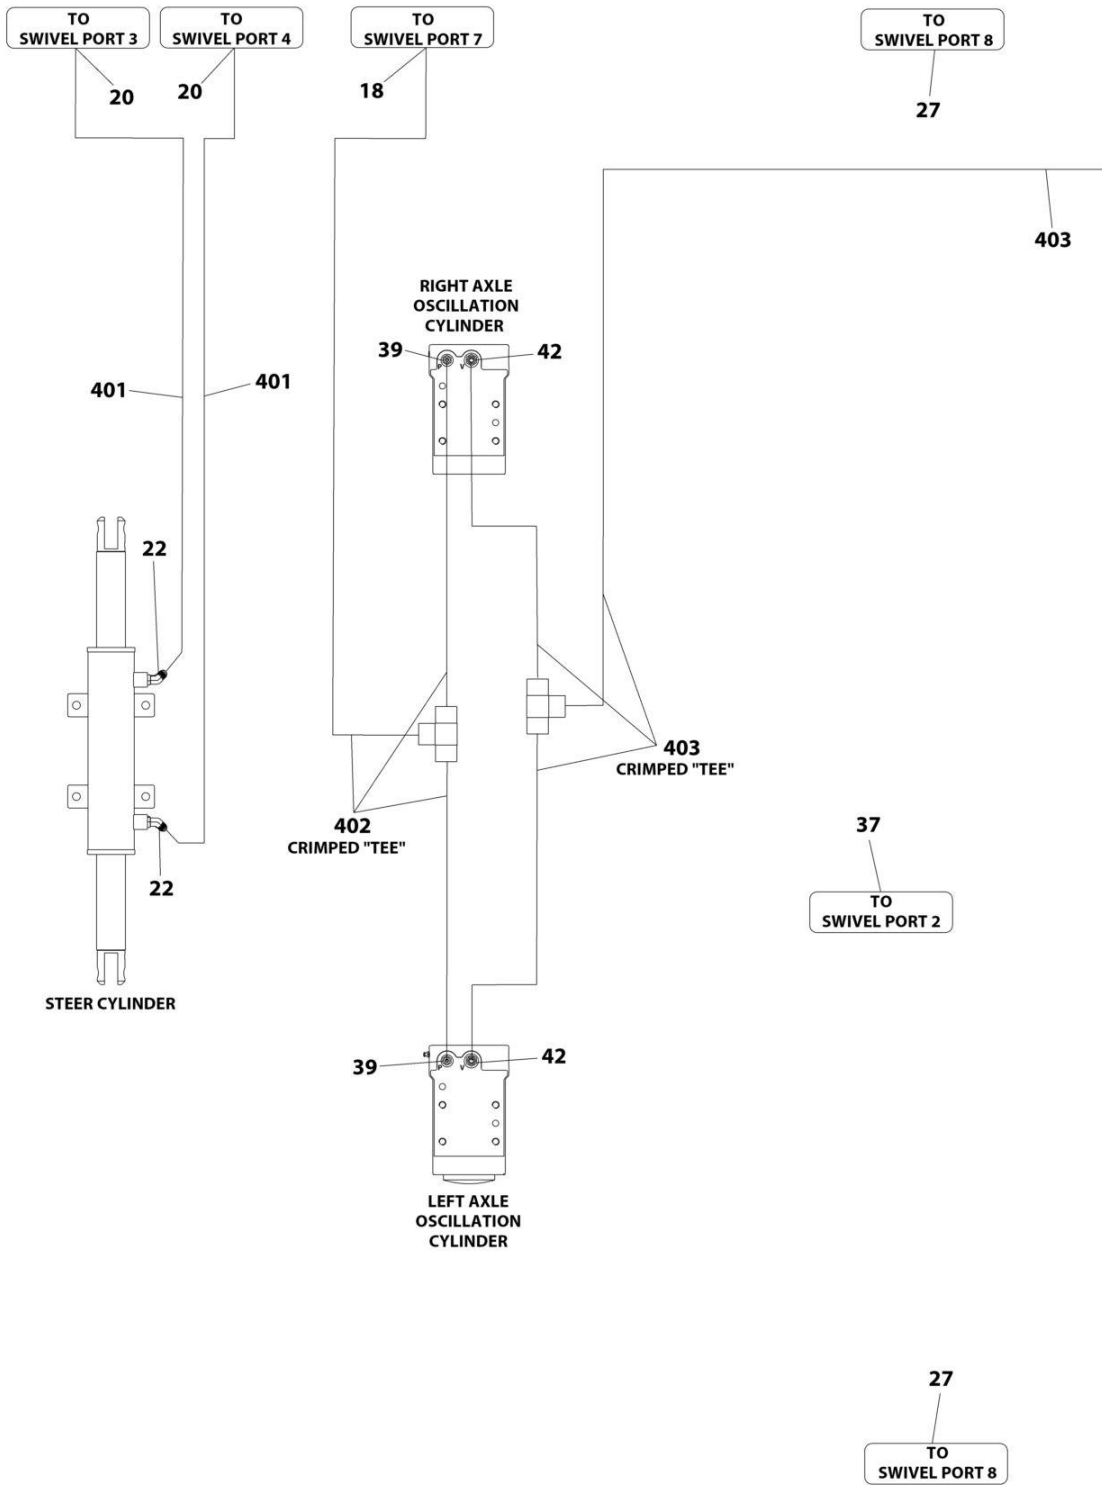 TO
SWIVEL PORT 3
TO
SWIVEL PORT 4
TO
SWIVEL PORT 7
TO
SWIVEL PORT 8
20
20
18
27
403
RIGHT AXLE
OSCILLATION
CYLINDER
39
42
P
V
401
401
22
403
CRIMPED "TEE"
402
CRIMPED "TEE"
37
TO
SWIVEL PORT 2
22
STEER CYLINDER
39
42
P
V
LEFT AXLE
OSCILLATION
CYLINDER
27
TO
SWIVEL PORT 8